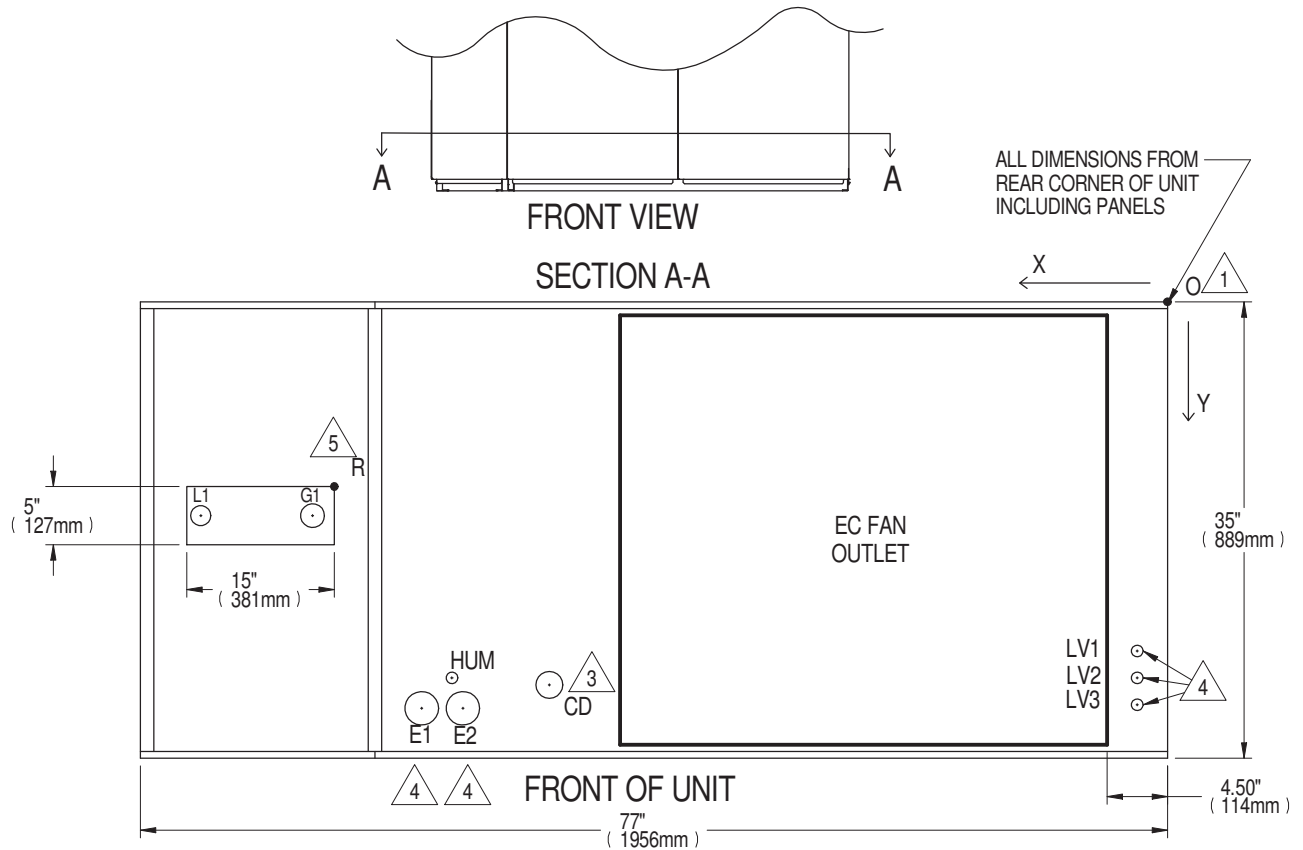 A
A
FRONT VIEW
ALL DIMENSIONS FROM
REAR CORNER OF UNIT
INCLUDING PANELS
SECTION A-A
X
O
1
Y
5
R
L1
G1
5"
( 127mm )
15"
( 381mm )
EC FAN
OUTLET
35"
( 889mm )
HUM
3
CD
E1
E2
LV1
LV2
LV3
4
4
4
FRONT OF UNIT
4.50"
( 114mm )
77"
( 1956mm )